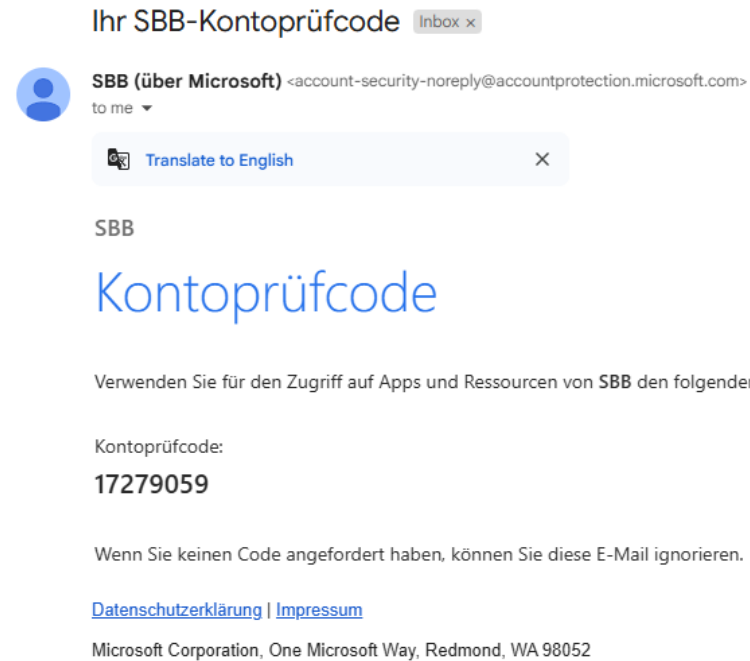 Ihr SBB-Kontoprüfcode Inbox ×
SBB (über Microsoft) <account-security-noreply@accountprotection.microsoft.com>
to me
Translate to English
SBB
Kontoprüfcode
Verwenden Sie für den Zugriff auf Apps und Ressourcen von SBB den folgenden
Kontoprüfcode:
17279059
Wenn Sie keinen Code angefordert haben, können Sie diese E-Mail ignorieren.
Datenschutzerklärung | Impressum
Microsoft Corporation, One Microsoft Way, Redmond, WA 98052